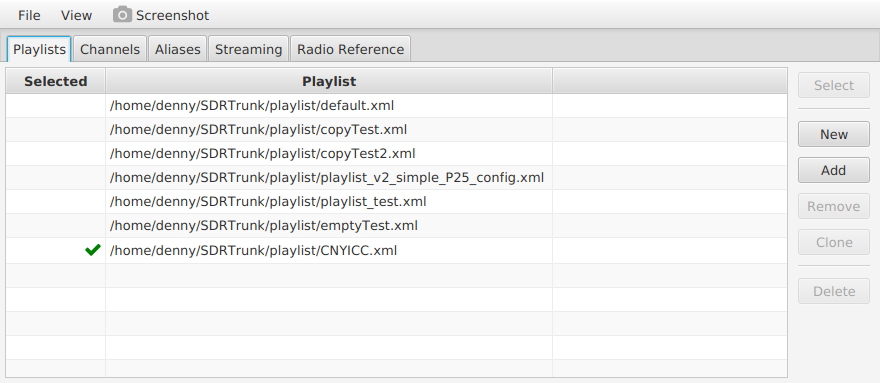 File View Screenshot
Playlists Channels Aliases Streaming Radio Reference
Selected Playlist
Select
/home/denny/SDRTrunk/playlist/default.xml
/home/denny/SDRTrunk/playlist/copyTest.xml
New
/home/denny/SDRTrunk/playlist/copyTest2.xml
Add
/home/denny/SDRTrunk/playlist/playlist_v2_simple_P25_config.xml
/home/denny/SDRTrunk/playlist/playlist_test.xml
Remove
/home/denny/SDRTrunk/playlist/emptyTest.xml
Clone
/home/denny/SDRTrunk/playlist/CNYICC.xml
Delete